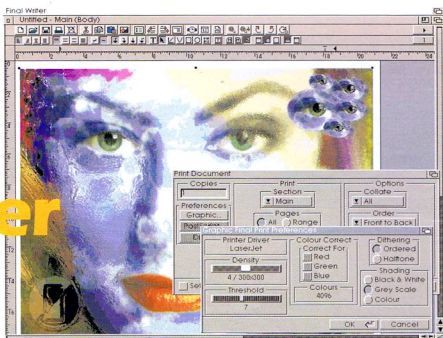 Final Writer
Untitled - Main (Body)
er
Print Document
Copies
1
Print
Section
Main
Pages
All
Range
Options
Collate
All
Order
Front to Back
Preferences
Graphic...
Graphic Final Print Preferences
Printer Driver
LaserJet
Density
4 / 300x300
Threshold
7
Colour Correct
Correct For
Red
Green
Blue
Colours
4096
Dithering
Ordered
Halftone
Shading
Black & White
Grey Scale
Colour
OK
Cancel